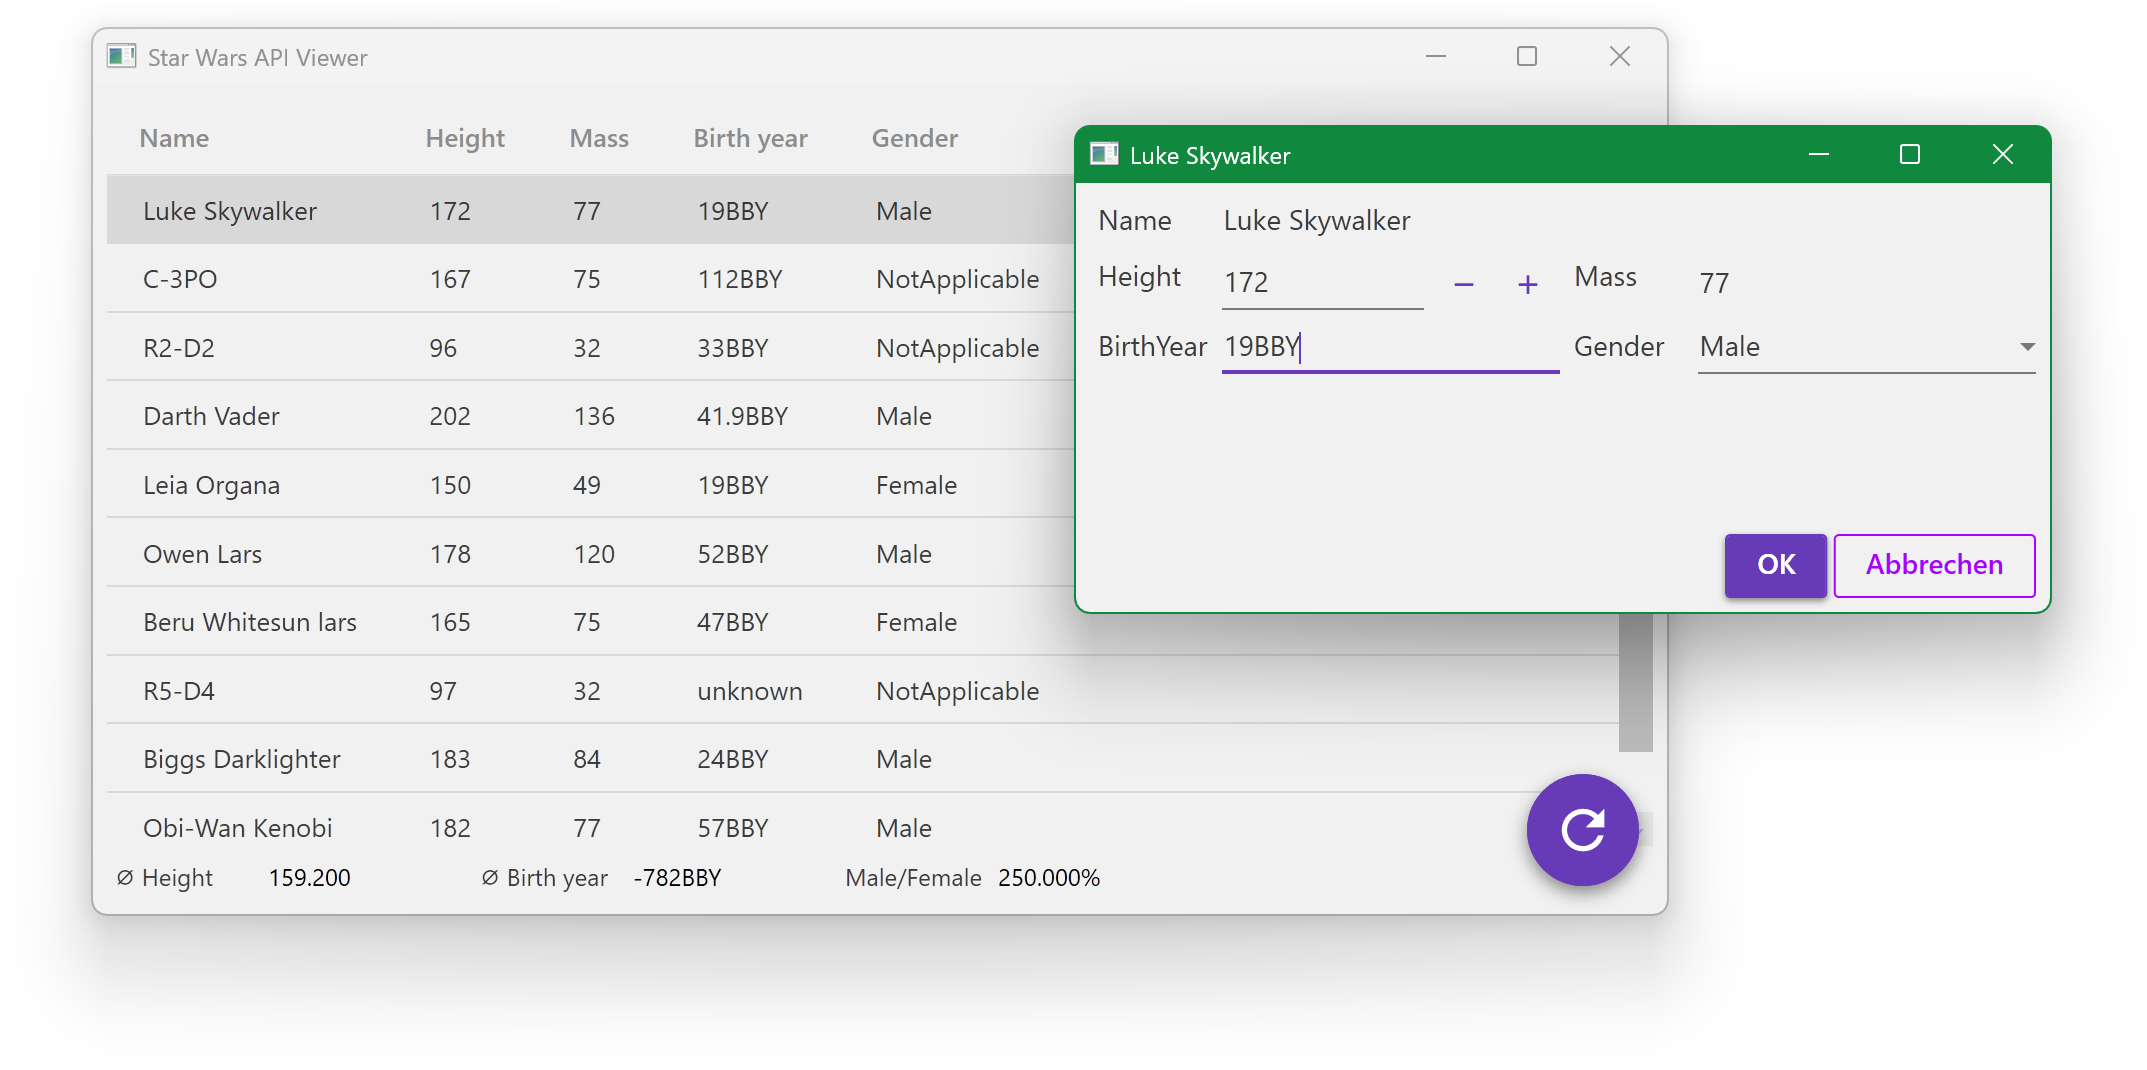 Star Wars API Viewer
Name Height Mass Birth year Gender
Luke Skywalker 172 77 19BBY Male
C-3PO 167 75 112BBY NotApplicable
R2-D2 96 32 33BBY NotApplicable
Darth Vader 202 136 41.9BBY Male
Leia Organa 150 49 19BBY Female
Owen Lars 178 120 52BBY Male
Beru Whitesun lars 165 75 47BBY Female
R5-D4 97 32 unknown NotApplicable
Biggs Darklighter 183 84 24BBY Male
Obi-Wan Kenobi 182 77 57BBY Male
∅ Height 159.200 ∅ Birth year -782BBY Male/Female 250.000%
Luke Skywalker
Name Luke Skywalker
Height 172 − + Mass 77
BirthYear 19BBY Gender Male
OK Abbrechen